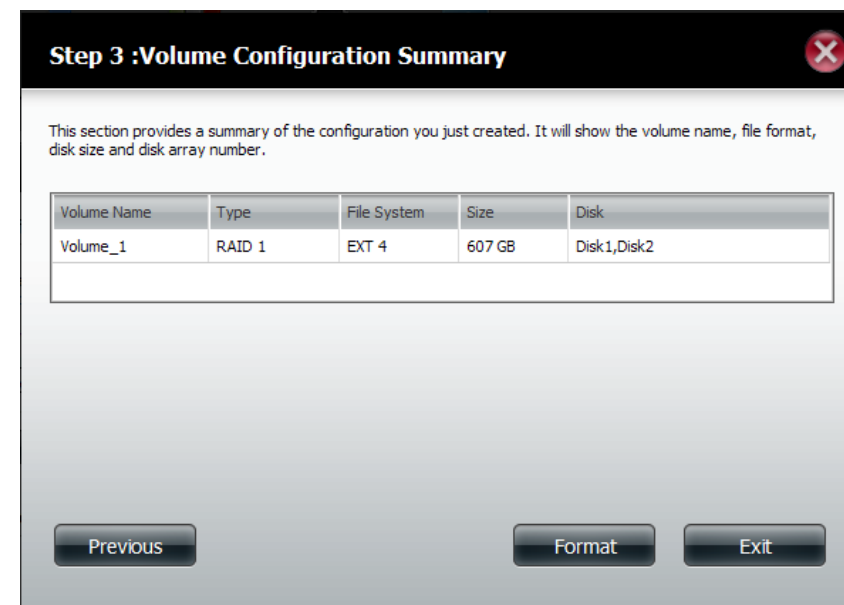 Step 3 :Volume Configuration Summary
This section provides a summary of the configuration you just created. It will show the volume name, file format,
disk size and disk array number.
Volume Name Type File System Size Disk
Volume_1 RAID 1 EXT 4 607 GB Disk1,Disk2
Previous Format Exit